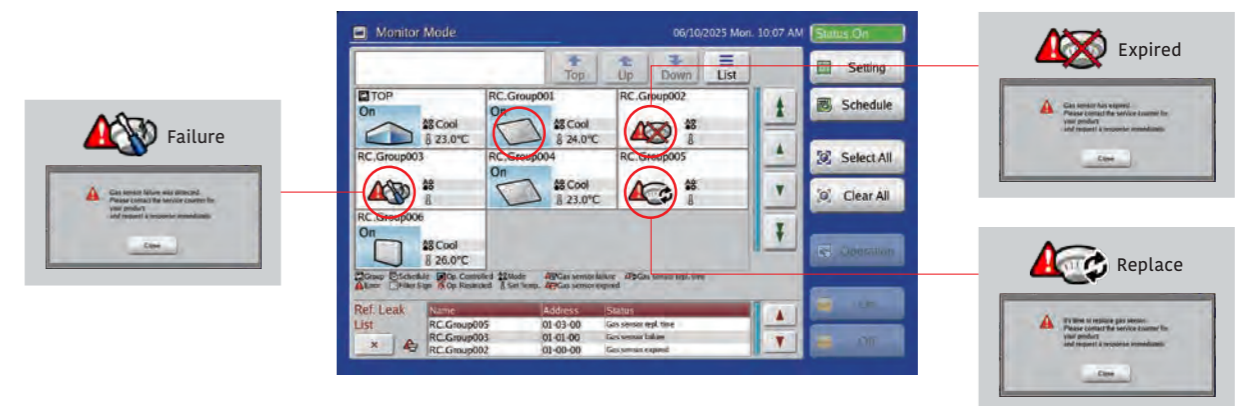 Monitor Mode
06/10/2025 Mon. 10:07 AM
Status On
Top
Up
Down
List
Setting
Schedule
Select All
Clear All
Operation
On
Off
TOP
On
Cool
23.0°C
RC.Group001
On
Cool
24.0°C
RC.Group002
RC.Group003
RC.Group004
On
Cool
23.0°C
RC.Group005
RC.Group006
On
Cool
26.0°C
Group Schedule Op. Controlled Mode Gas sensor failure Gas sensor repl. time
Error Filter Sign Op. Restricted Set Temp. Gas sensor expired
Ref. Leak
List
Name Address Status
RC.Group005 01-03-00 Gas sensor repl. time
RC.Group003 01-01-00 Gas sensor failure
RC.Group002 01-00-00 Gas sensor expired
Failure
Gas sensor failure was detected.
Please contact the service counter for
your product
and request a response immediately.
Close
Expired
Gas sensor has expired.
Please contact the service counter for
your product
and request a response immediately.
Close
Replace
It's time to replace gas sensor.
Please contact the service counter for
your product
and request a response immediately.
Close